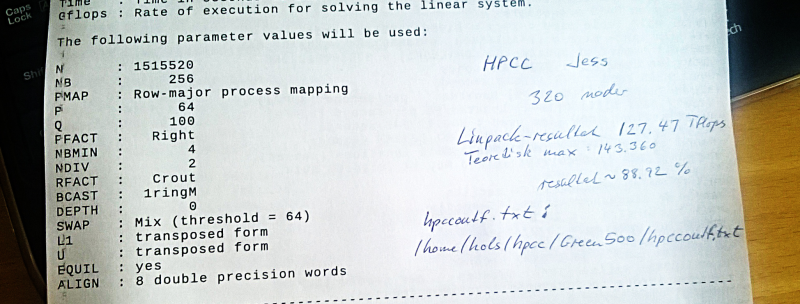 Caps
Lock
Gflops : Rate of execution for solving the linear system.
The following parameter values will be used:
N : 1515520
NB : 256
PMAP : Row-major process mapping
P : 64
Q : 100
PFACT : Right
NBMIN : 4
NDIV : 2
RFACT : Crout
BCAST : 1ringM
DEPTH : 0
SWAP : Mix (threshold = 64)
L1 : transposed form
U : transposed form
EQUIL : yes
ALIGN : 8 double precision words
HPCC Jess
320 noder
Linpack-resultat 127.47 TFlops
Teoretisk max : 143.360
resultat ~ 88.92 %
hpccoutf.txt :
/home/hols/hpcc/Green500/hpccoutf.txt